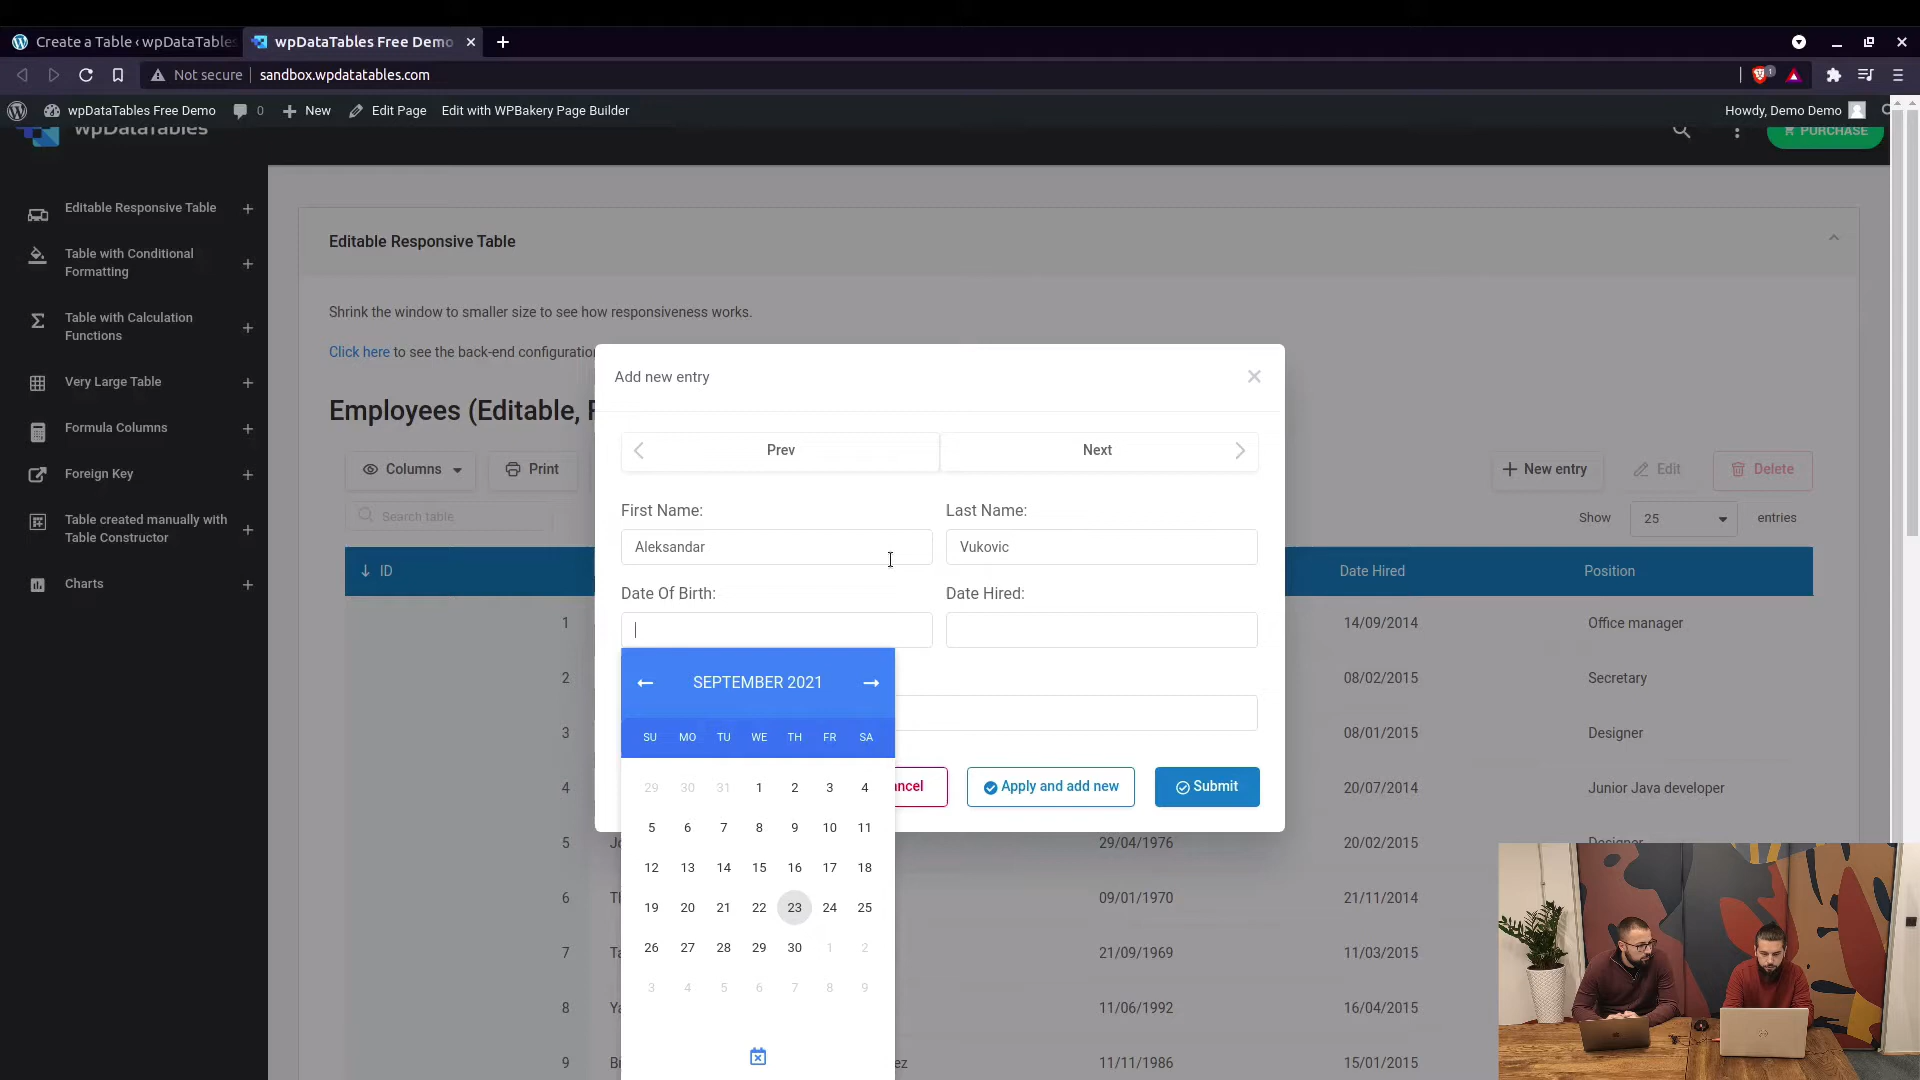 Create a Table ‹ wpDataTables
wpDataTables Free Demo
Not secure
sandbox.wpdatatables.com
1
wpDataTables Free Demo
0
New
Edit Page
Edit with WPBakery Page Builder
Howdy, Demo Demo
wpDataTables
PURCHASE
Editable Responsive Table
Table with Conditional
Formatting
Table with Calculation
Functions
Very Large Table
Formula Columns
Foreign Key
Table created manually with
Table Constructor
Charts
Editable Responsive Table
Shrink the window to smaller size to see how responsiveness works.
Click here to see the back-end configuration
Employees (Editable, F
Columns
Print
New entry
Edit
Delete
Search table
Show
25
entries
ID
Date Hired
Position
1
14/09/2014
Office manager
2
08/02/2015
Secretary
3
08/01/2015
Designer
4
20/07/2014
Junior Java developer
5
29/04/1976
20/02/2015
Designer
6
09/01/1970
21/11/2014
7
21/09/1969
11/03/2015
8
11/06/1992
16/04/2015
9
ez
11/11/1986
15/01/2015
Add new entry
Prev
Next
First Name:
Last Name:
Aleksandar
Vukovic
Date Of Birth:
Date Hired:
ncel
Apply and add new
Submit
SEPTEMBER 2021
SU MO TU WE TH FR SA
29 30 31 1 2 3 4
5 6 7 8 9 10 11
12 13 14 15 16 17 18
19 20 21 22 23 24 25
26 27 28 29 30 1 2
3 4 5 6 7 8 9